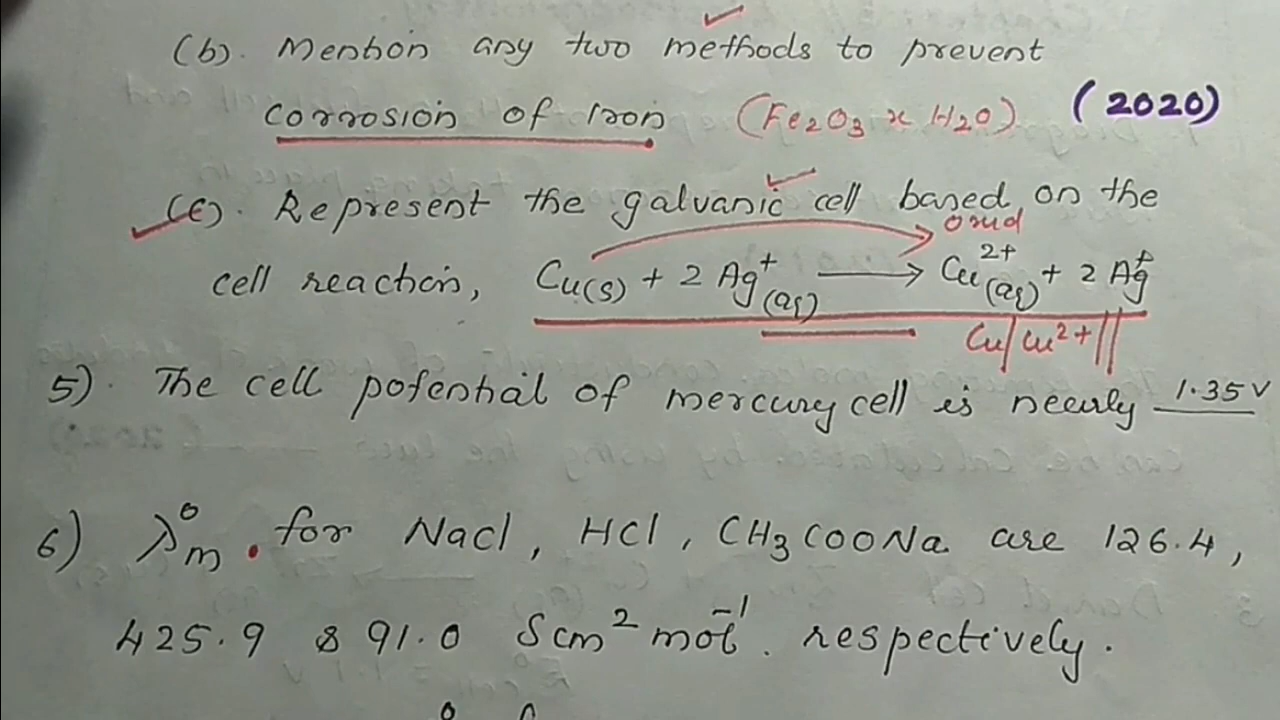 (b). Mention any two methods to prevent
corrosion of Iron (Fe2O3 x H2O) (2020)
(c). Represent the galvanic cell based on the
oxid
cell reaction, Cu(s) + 2 Ag+(aq) ⟶ Cu2+(aq) + 2 Ag+
Cu/Cu2+//
5). The cell potential of mercury cell is nearly 1.35 V
6) λ°m . for NaCl, HCl, CH3COONa are 126.4,
425.9 & 91.0 Scm2 mol-1. respectively.